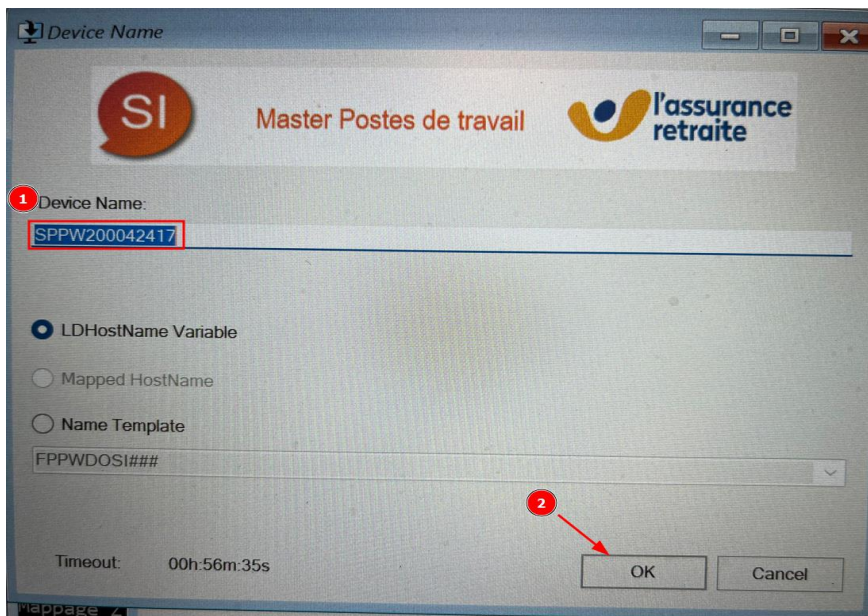 Device Name
SI
Master Postes de travail
l'assurance
retraite
1
Device Name:
SPPW200042417
LDHostName Variable
Mapped HostName
Name Template
FPPWDOSI###
2
Timeout: 00h:56m:35s
OK
Cancel
Mappage Z